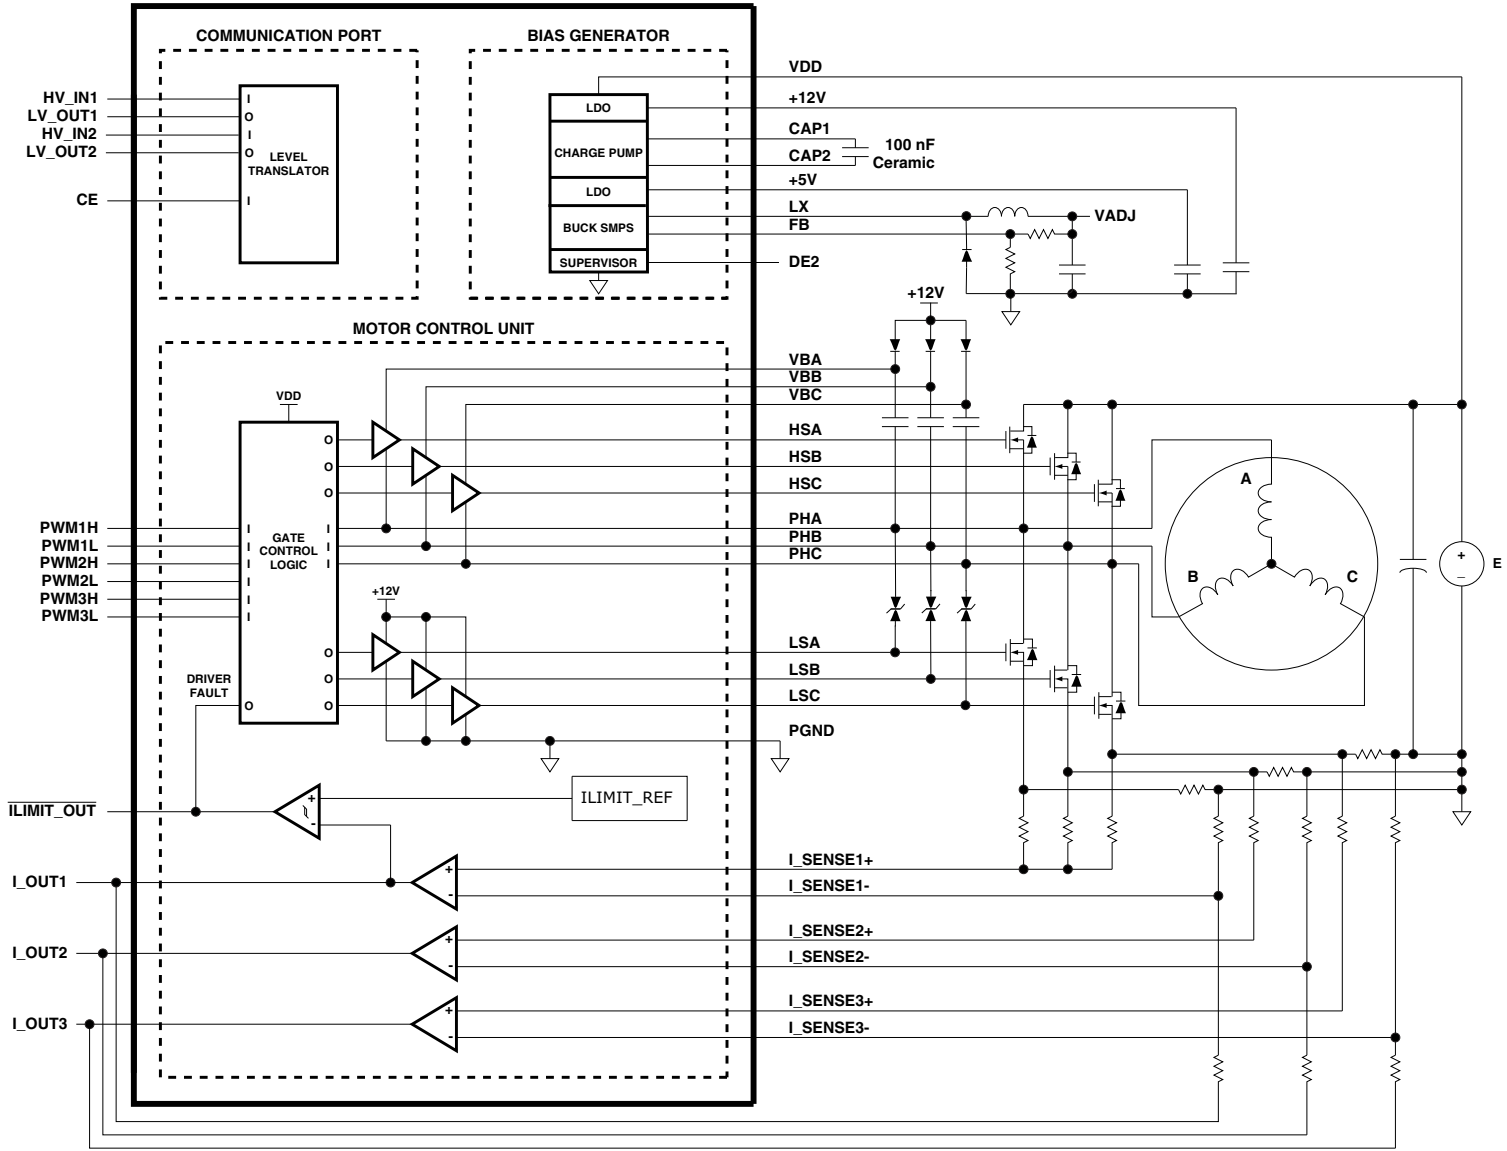 COMMUNICATION PORT
BIAS GENERATOR
HV_IN1
LV_OUT1
HV_IN2
LV_OUT2
CE
I
O
I
O
I
LEVEL
TRANSLATOR
LDO
CHARGE PUMP
LDO
BUCK SMPS
SUPERVISOR
VDD
+12V
CAP1
CAP2
100 nF
Ceramic
+5V
LX
FB
VADJ
DE2
+12V
MOTOR CONTROL UNIT
VDD
VBA
VBB
VBC
HSA
HSB
HSC
PHA
PHB
PHC
O
O
O
I
I
I
PWM1H
PWM1L
PWM2H
PWM2L
PWM3H
PWM3L
I
I
I
I
I
I
GATE
CONTROL
LOGIC
+12V
O
O
O
O
DRIVER
FAULT
LSA
LSB
LSC
PGND
A
B
C
+
–
E
ILIMIT_OUT
+
-
ILIMIT_REF
I_OUT1
+
-
I_SENSE1+
I_SENSE1-
I_OUT2
+
-
I_SENSE2+
I_SENSE2-
I_OUT3
+
-
I_SENSE3+
I_SENSE3-